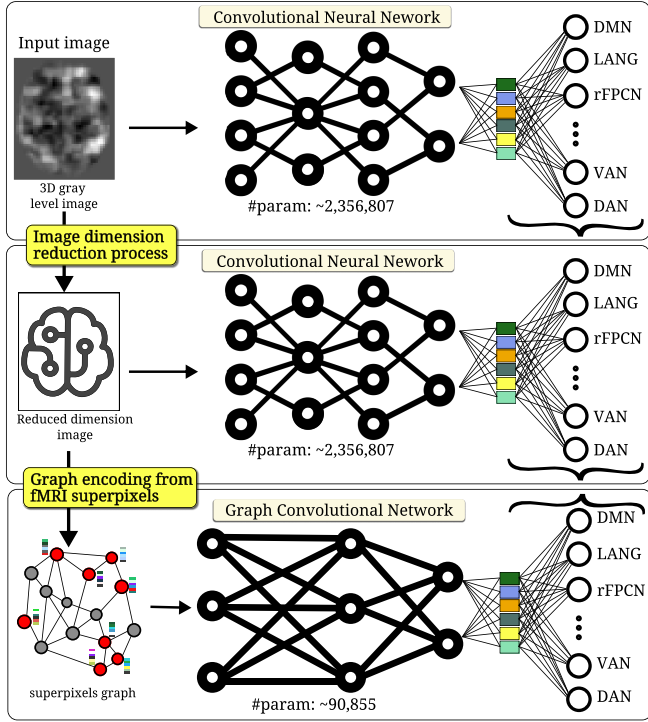 Convolutional Neural Nework
Input image
3D gray
level image
#param: ~2,356,807
DMN
LANG
rFPCN
VAN
DAN
Image dimension
reduction process
Convolutional Neural Nework
Reduced dimension
image
#param: ~2,356,807
DMN
LANG
rFPCN
VAN
DAN
Graph encoding from
fMRI superpixels
Graph Convolutional Network
superpixels graph
#param: ~90,855
DMN
LANG
rFPCN
VAN
DAN